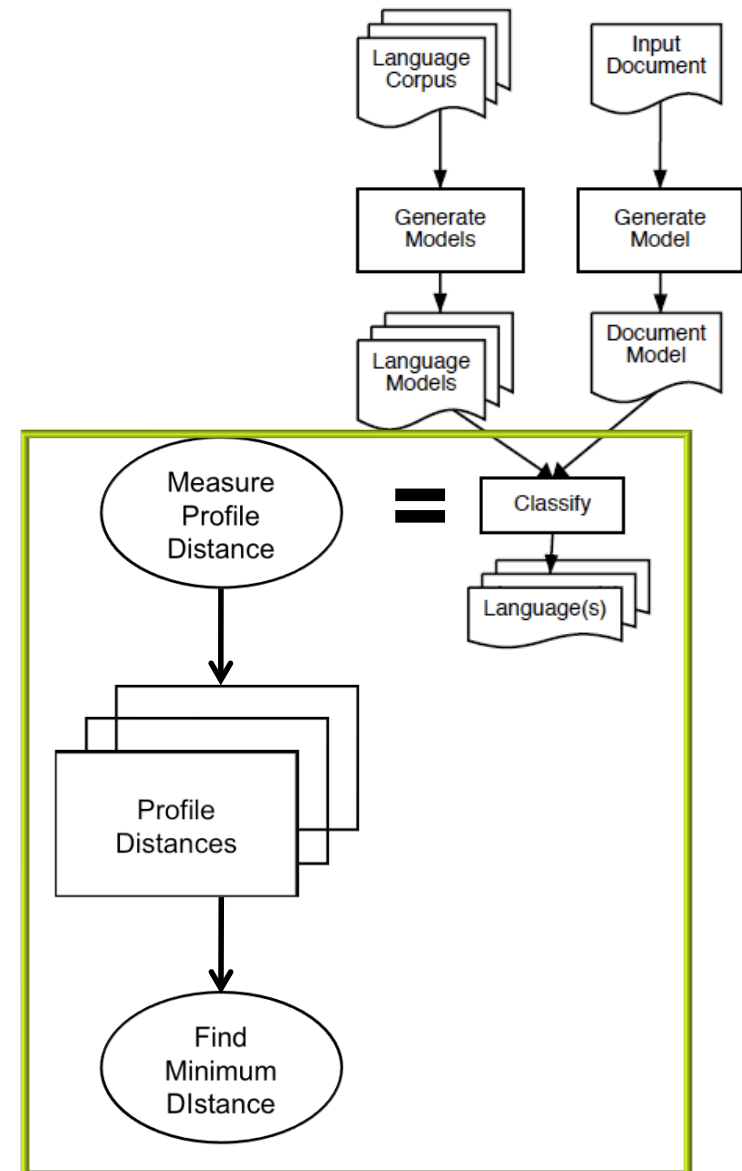 Language
Corpus
Input
Document
Generate
Models
Generate
Model
Language
Models
Document
Model
Measure
Profile
Distance
=
Classify
Language(s)
Profile
Distances
Find
Minimum
DIstance